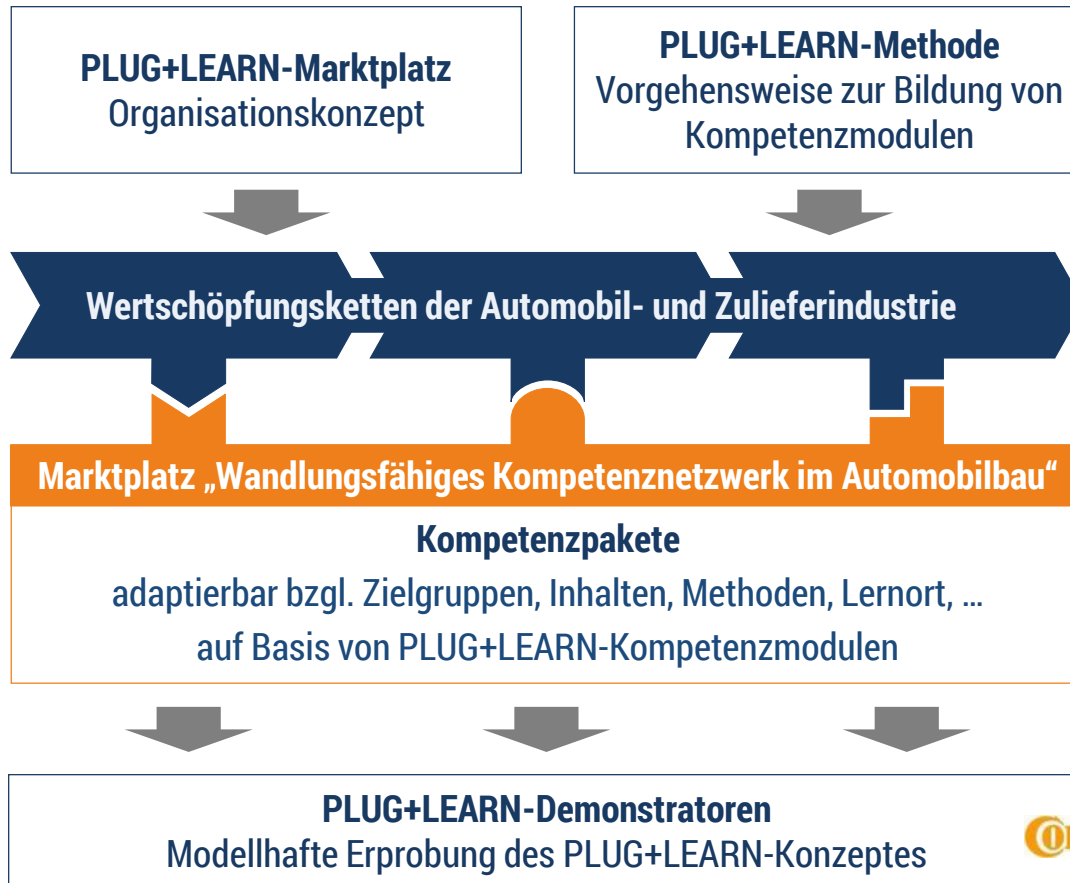 PLUG+LEARN-Marktplatz
Organisationskonzept
PLUG+LEARN-Methode
Vorgehensweise zur Bildung von
Kompetenzmodulen
Wertschöpfungsketten der Automobil- und Zulieferindustrie
Marktplatz „Wandlungsfähiges Kompetenznetzwerk im Automobilbau“
Kompetenzpakete
adaptierbar bzgl. Zielgruppen, Inhalten, Methoden, Lernort, ...
auf Basis von PLUG+LEARN-Kompetenzmodulen
PLUG+LEARN-Demonstratoren
Modellhafte Erprobung des PLUG+LEARN-Konzeptes